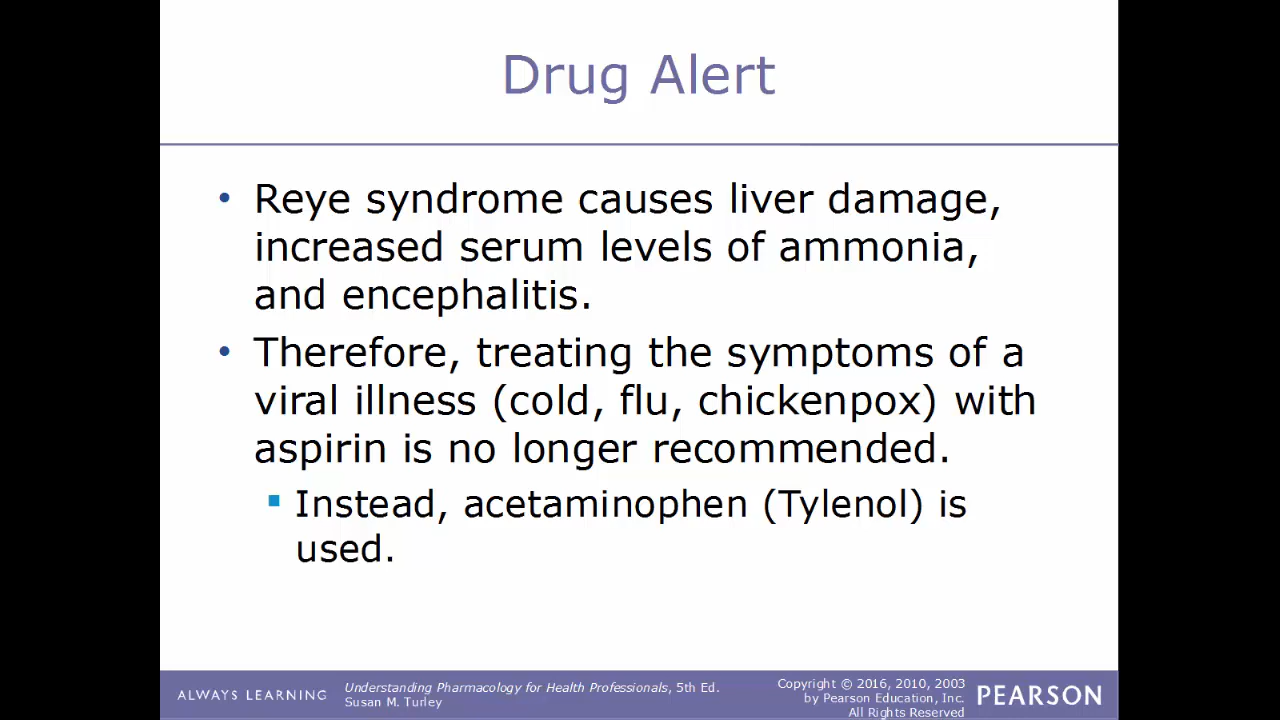 Drug Alert
• Reye syndrome causes liver damage,
increased serum levels of ammonia,
and encephalitis.
• Therefore, treating the symptoms of a
viral illness (cold, flu, chickenpox) with
aspirin is no longer recommended.
▪ Instead, acetaminophen (Tylenol) is
used.
ALWAYS LEARNING
Understanding Pharmacology for Health Professionals, 5th Ed.
Susan M. Turley
Copyright © 2016, 2010, 2003
by Pearson Education, Inc.
All Rights Reserved
PEARSON